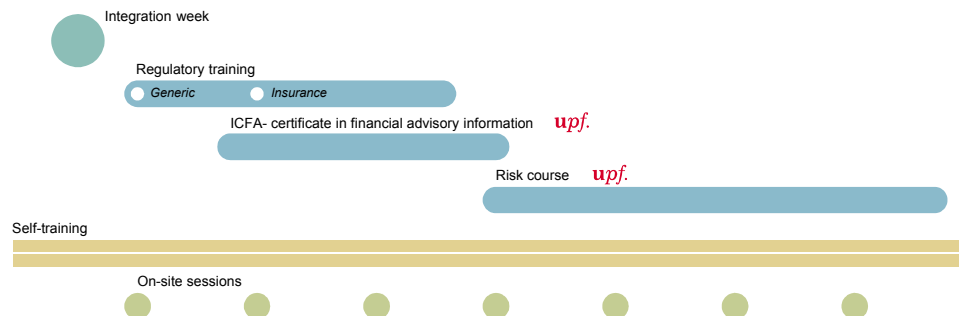 Integration week
Regulatory training
Generic Insurance
ICFA- certificate in financial advisory information upf.
Risk course upf.
Self-training
On-site sessions